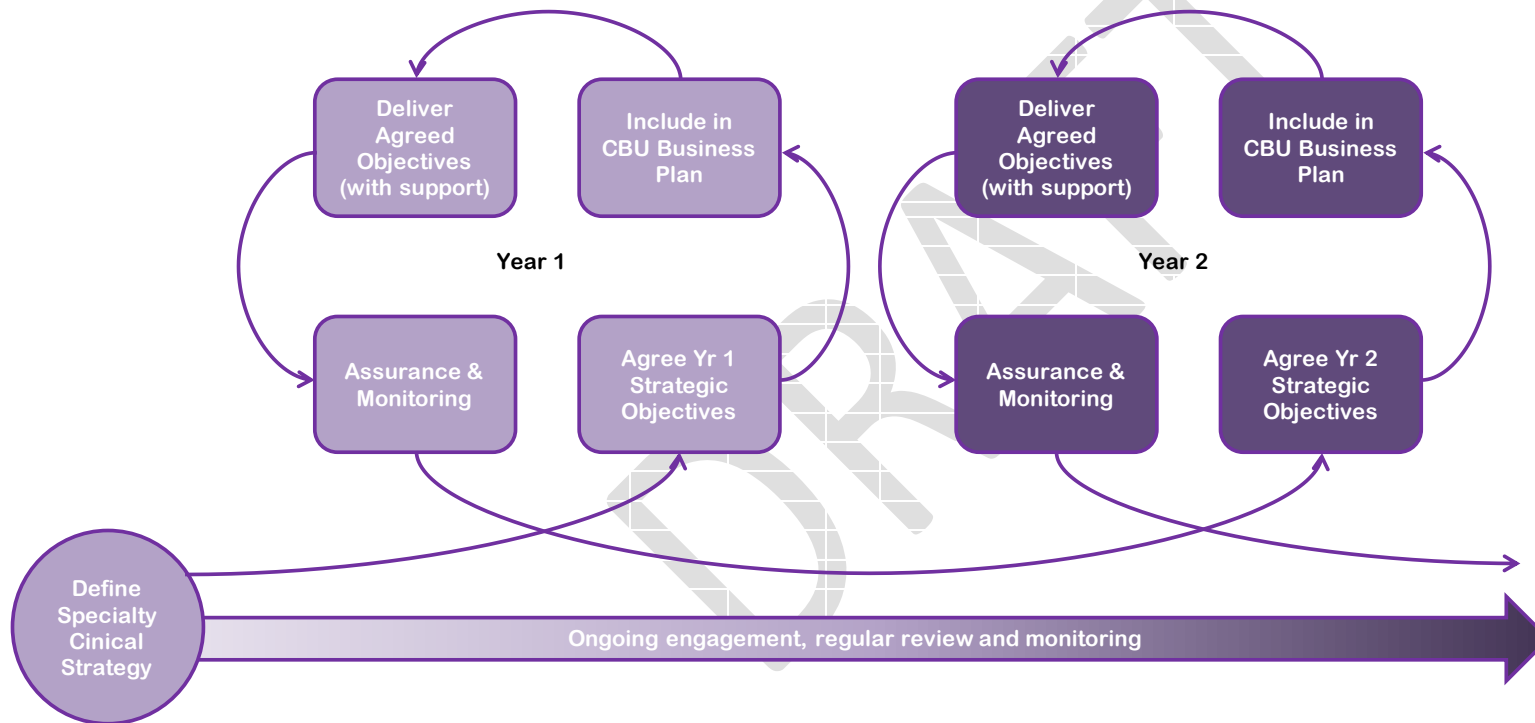 Deliver
Agreed
Objectives
(with support)
Include in
CBU Business
Plan
Year 1
Assurance &
Monitoring
Agree Yr 1
Strategic
Objectives
Deliver
Agreed
Objectives
(with support)
Include in
CBU Business
Plan
Year 2
Assurance &
Monitoring
Agree Yr 2
Strategic
Objectives
Define
Specialty
Cinical
Strategy
Ongoing engagement, regular review and monitoring
DRAFT